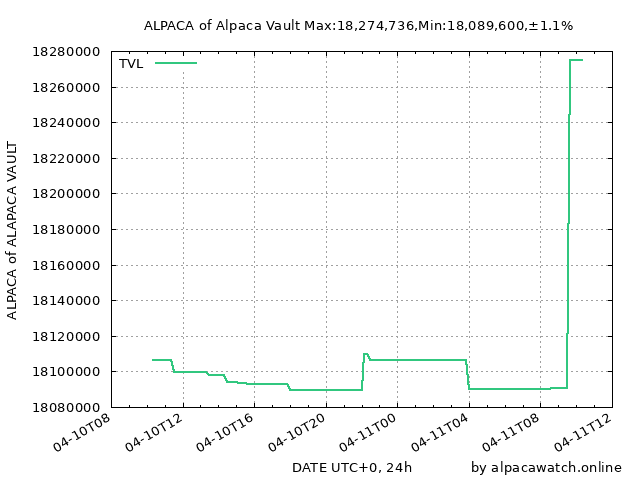 ALPACA of Alpaca Vault Max:18,274,736,Min:18,089,600,±1.1%
TVL
18280000
18260000
18240000
18220000
18200000
18180000
18160000
18140000
18120000
18100000
18080000
ALPACA of ALAPACA VAULT
04-10T08
04-10T12
04-10T16
04-10T20
04-11T00
04-11T04
04-11T08
04-11T12
DATE UTC+0, 24h
by alpacawatch.online